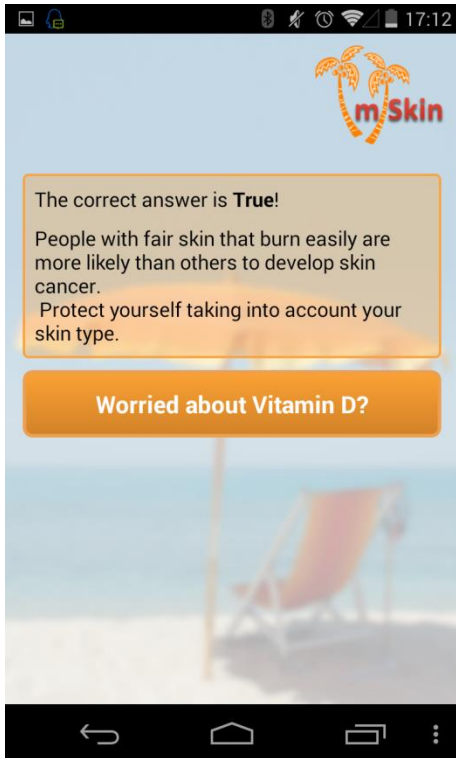 17:12
mSkin
The correct answer is True!
People with fair skin that burn easily are
more likely than others to develop skin
cancer.
Protect yourself taking into account your
skin type.
Worried about Vitamin D?